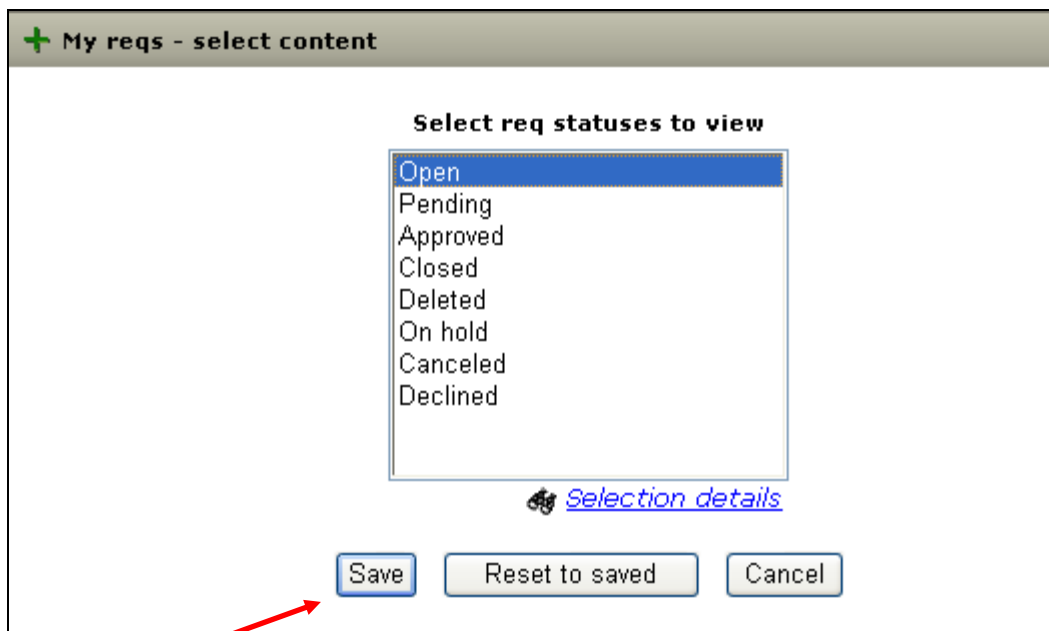 My reqs - select content
Select req statuses to view
Open
Pending
Approved
Closed
Deleted
On hold
Canceled
Declined
Selection details
Save Reset to saved Cancel